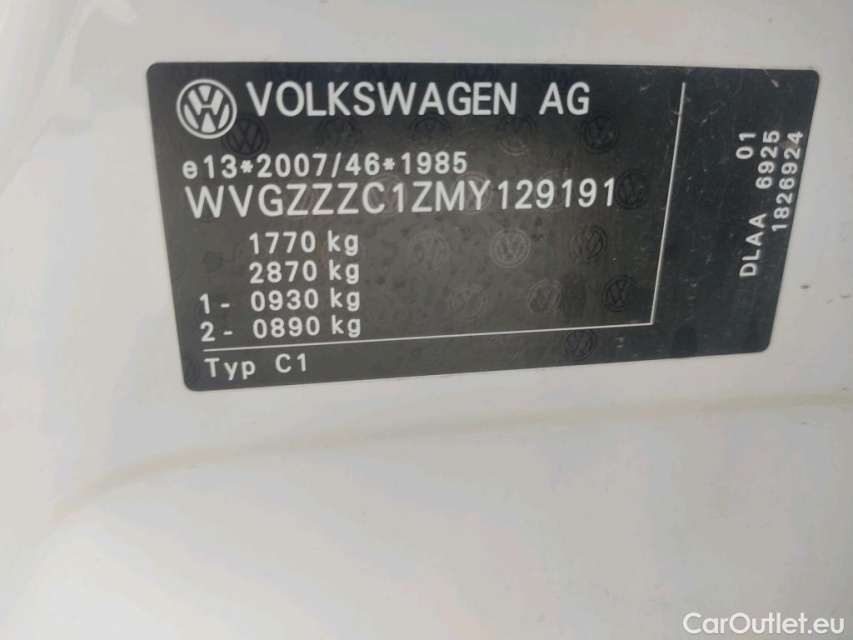 VOLKSWAGEN AG
e13*2007/46*1985
WVGZZZC1ZMY129191
1770 kg
2870 kg
1- 0930 kg
2- 0890 kg
Typ C1
DLAA 6925 01
1826924
CarOutlet.eu